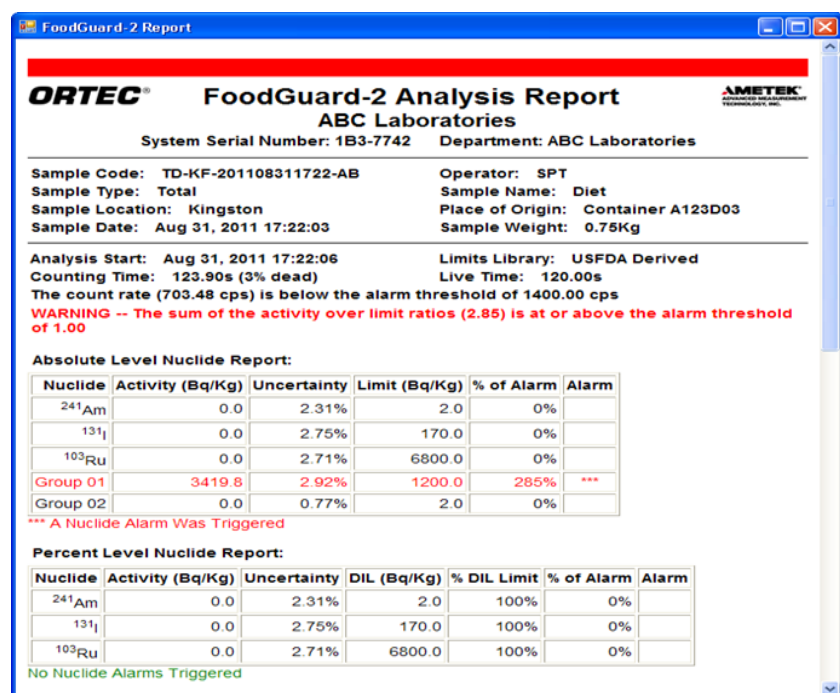 FoodGuard-2 Report
ORTEC® FoodGuard-2 Analysis Report AMETEK®
ADVANCED MEASUREMENT
TECHNOLOGY, INC.
ABC Laboratories
System Serial Number: 1B3-7742 Department: ABC Laboratories
Sample Code: TD-KF-201108311722-AB Operator: SPT
Sample Type: Total Sample Name: Diet
Sample Location: Kingston Place of Origin: Container A123D03
Sample Date: Aug 31, 2011 17:22:03 Sample Weight: 0.75Kg
Analysis Start: Aug 31, 2011 17:22:06 Limits Library: USFDA Derived
Counting Time: 123.90s (3% dead) Live Time: 120.00s
The count rate (703.48 cps) is below the alarm threshold of 1400.00 cps
WARNING -- The sum of the activity over limit ratios (2.85) is at or above the alarm threshold
of 1.00
Absolute Level Nuclide Report:
Nuclide Activity (Bq/Kg) Uncertainty Limit (Bq/Kg) % of Alarm Alarm
²⁴¹Am 0.0 2.31% 2.0 0%
¹³¹I 0.0 2.75% 170.0 0%
¹⁰³Ru 0.0 2.71% 6800.0 0%
Group 01 3419.8 2.92% 1200.0 285% ***
Group 02 0.0 0.77% 2.0 0%
*** A Nuclide Alarm Was Triggered
Percent Level Nuclide Report:
Nuclide Activity (Bq/Kg) Uncertainty DIL (Bq/Kg) % DIL Limit % of Alarm Alarm
²⁴¹Am 0.0 2.31% 2.0 100% 0%
¹³¹I 0.0 2.75% 170.0 100% 0%
¹⁰³Ru 0.0 2.71% 6800.0 100% 0%
No Nuclide Alarms Triggered